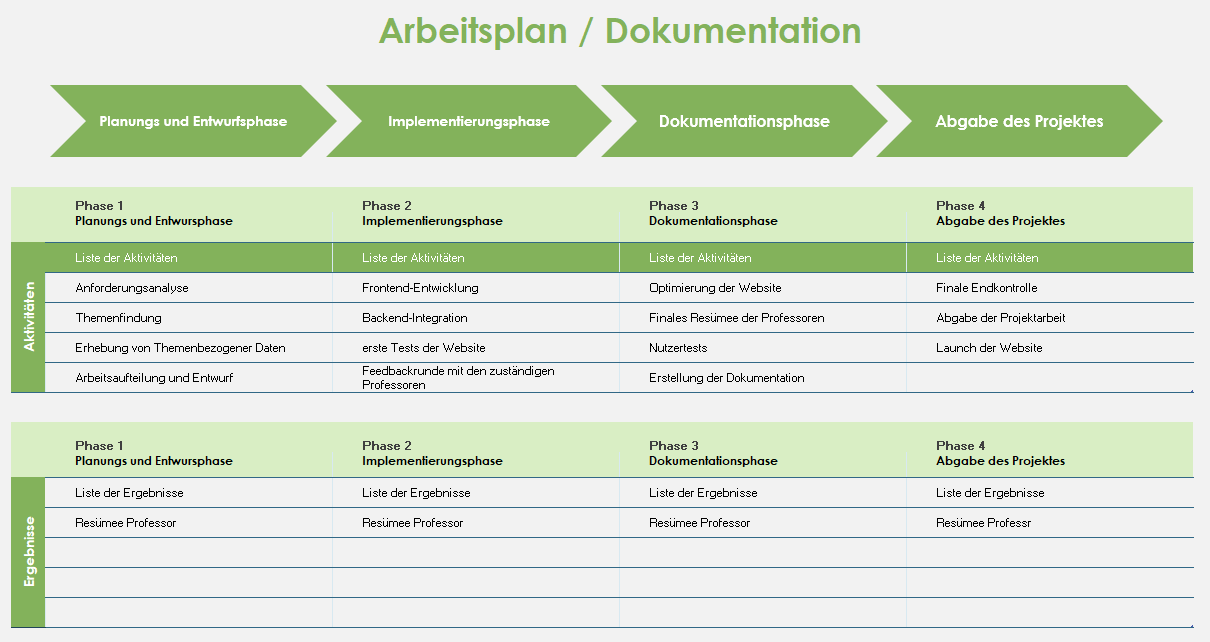 Arbeitsplan / Dokumentation
Planungs und Entwurfsphase
Implementierungsphase
Dokumentationsphase
Abgabe des Projektes
Phase 1
Planungs und Entwursphase
Phase 2
Implementierungsphase
Phase 3
Dokumentationsphase
Phase 4
Abgabe des Projektes
Aktivitäten
Liste der Aktivitäten
Liste der Aktivitäten
Liste der Aktivitäten
Liste der Aktivitäten
Anforderungsanalyse
Frontend-Entwicklung
Optimierung der Website
Finale Endkontrolle
Themenfindung
Backend-Integration
Finales Resümee der Professoren
Abgabe der Projektarbeit
Erhebung von Themenbezogener Daten
erste Tests der Website
Nutzertests
Launch der Website
Arbeitsaufteilung und Entwurf
Feedbackrunde mit den zuständigen
Professoren
Erstellung der Dokumentation
Phase 1
Planungs und Entwursphase
Phase 2
Implementierungsphase
Phase 3
Dokumentationsphase
Phase 4
Abgabe des Projektes
Ergebnisse
Liste der Ergebnisse
Liste der Ergebnisse
Liste der Ergebnisse
Liste der Ergebnisse
Resümee Professor
Resümee Professor
Resümee Professor
Resümee Professr